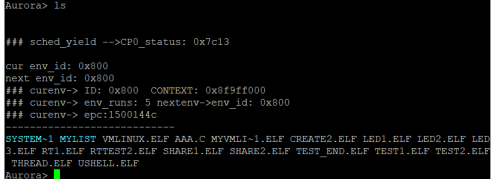 Aurora> ls
### sched_yield -->CP0_status: 0x7c13
cur env_id: 0x800
next env_id: 0x800
### curenv-> ID: 0x800  CONTEXT: 0x8f9ff000
### curenv-> env_runs: 5 nextenv->env_id: 0x800
### curenv-> epc:1500144c
----------------------------
SYSTEM~1 MYLIST VMLINUX.ELF AAA.C MYVMLI~1.ELF CREATE2.ELF LED1.ELF LED2.ELF LED
3.ELF RT1.ELF RTTEST2.ELF SHARE1.ELF SHARE2.ELF TEST_END.ELF TEST1.ELF TEST2.ELF
THREAD.ELF USHELL.ELF
Aurora>